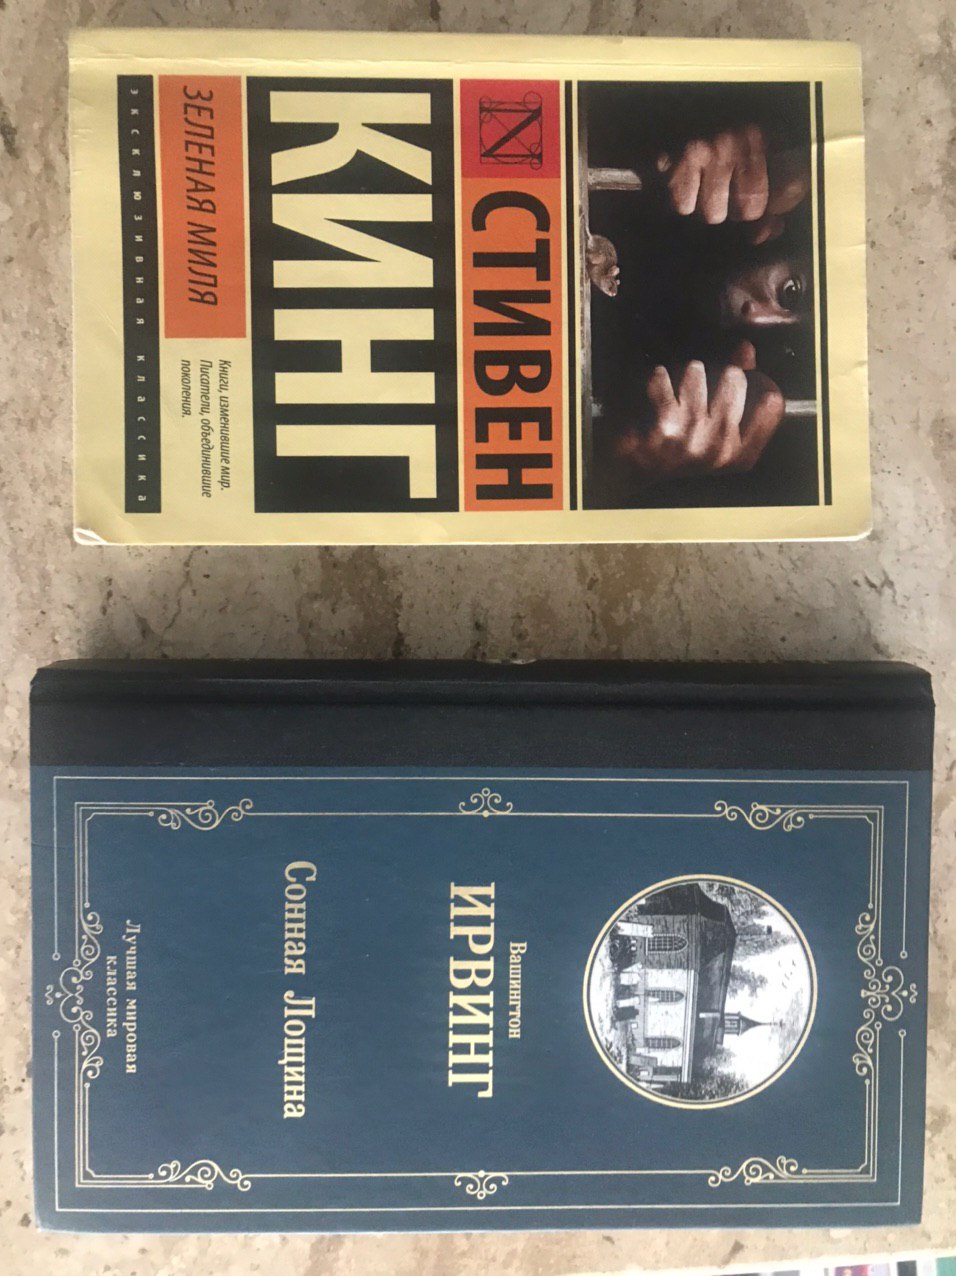 СТИВЕН
КИНГ
ЗЕЛЕНАЯ МИЛЯ
Книги, изменившие мир.
Писатели, объединившие
поколения.
ЭКСКЛЮЗИВНАЯ КЛАССИКА
Вашингтон
ИРВИНГ
Сонная Лощина
Лучшая мировая
классика